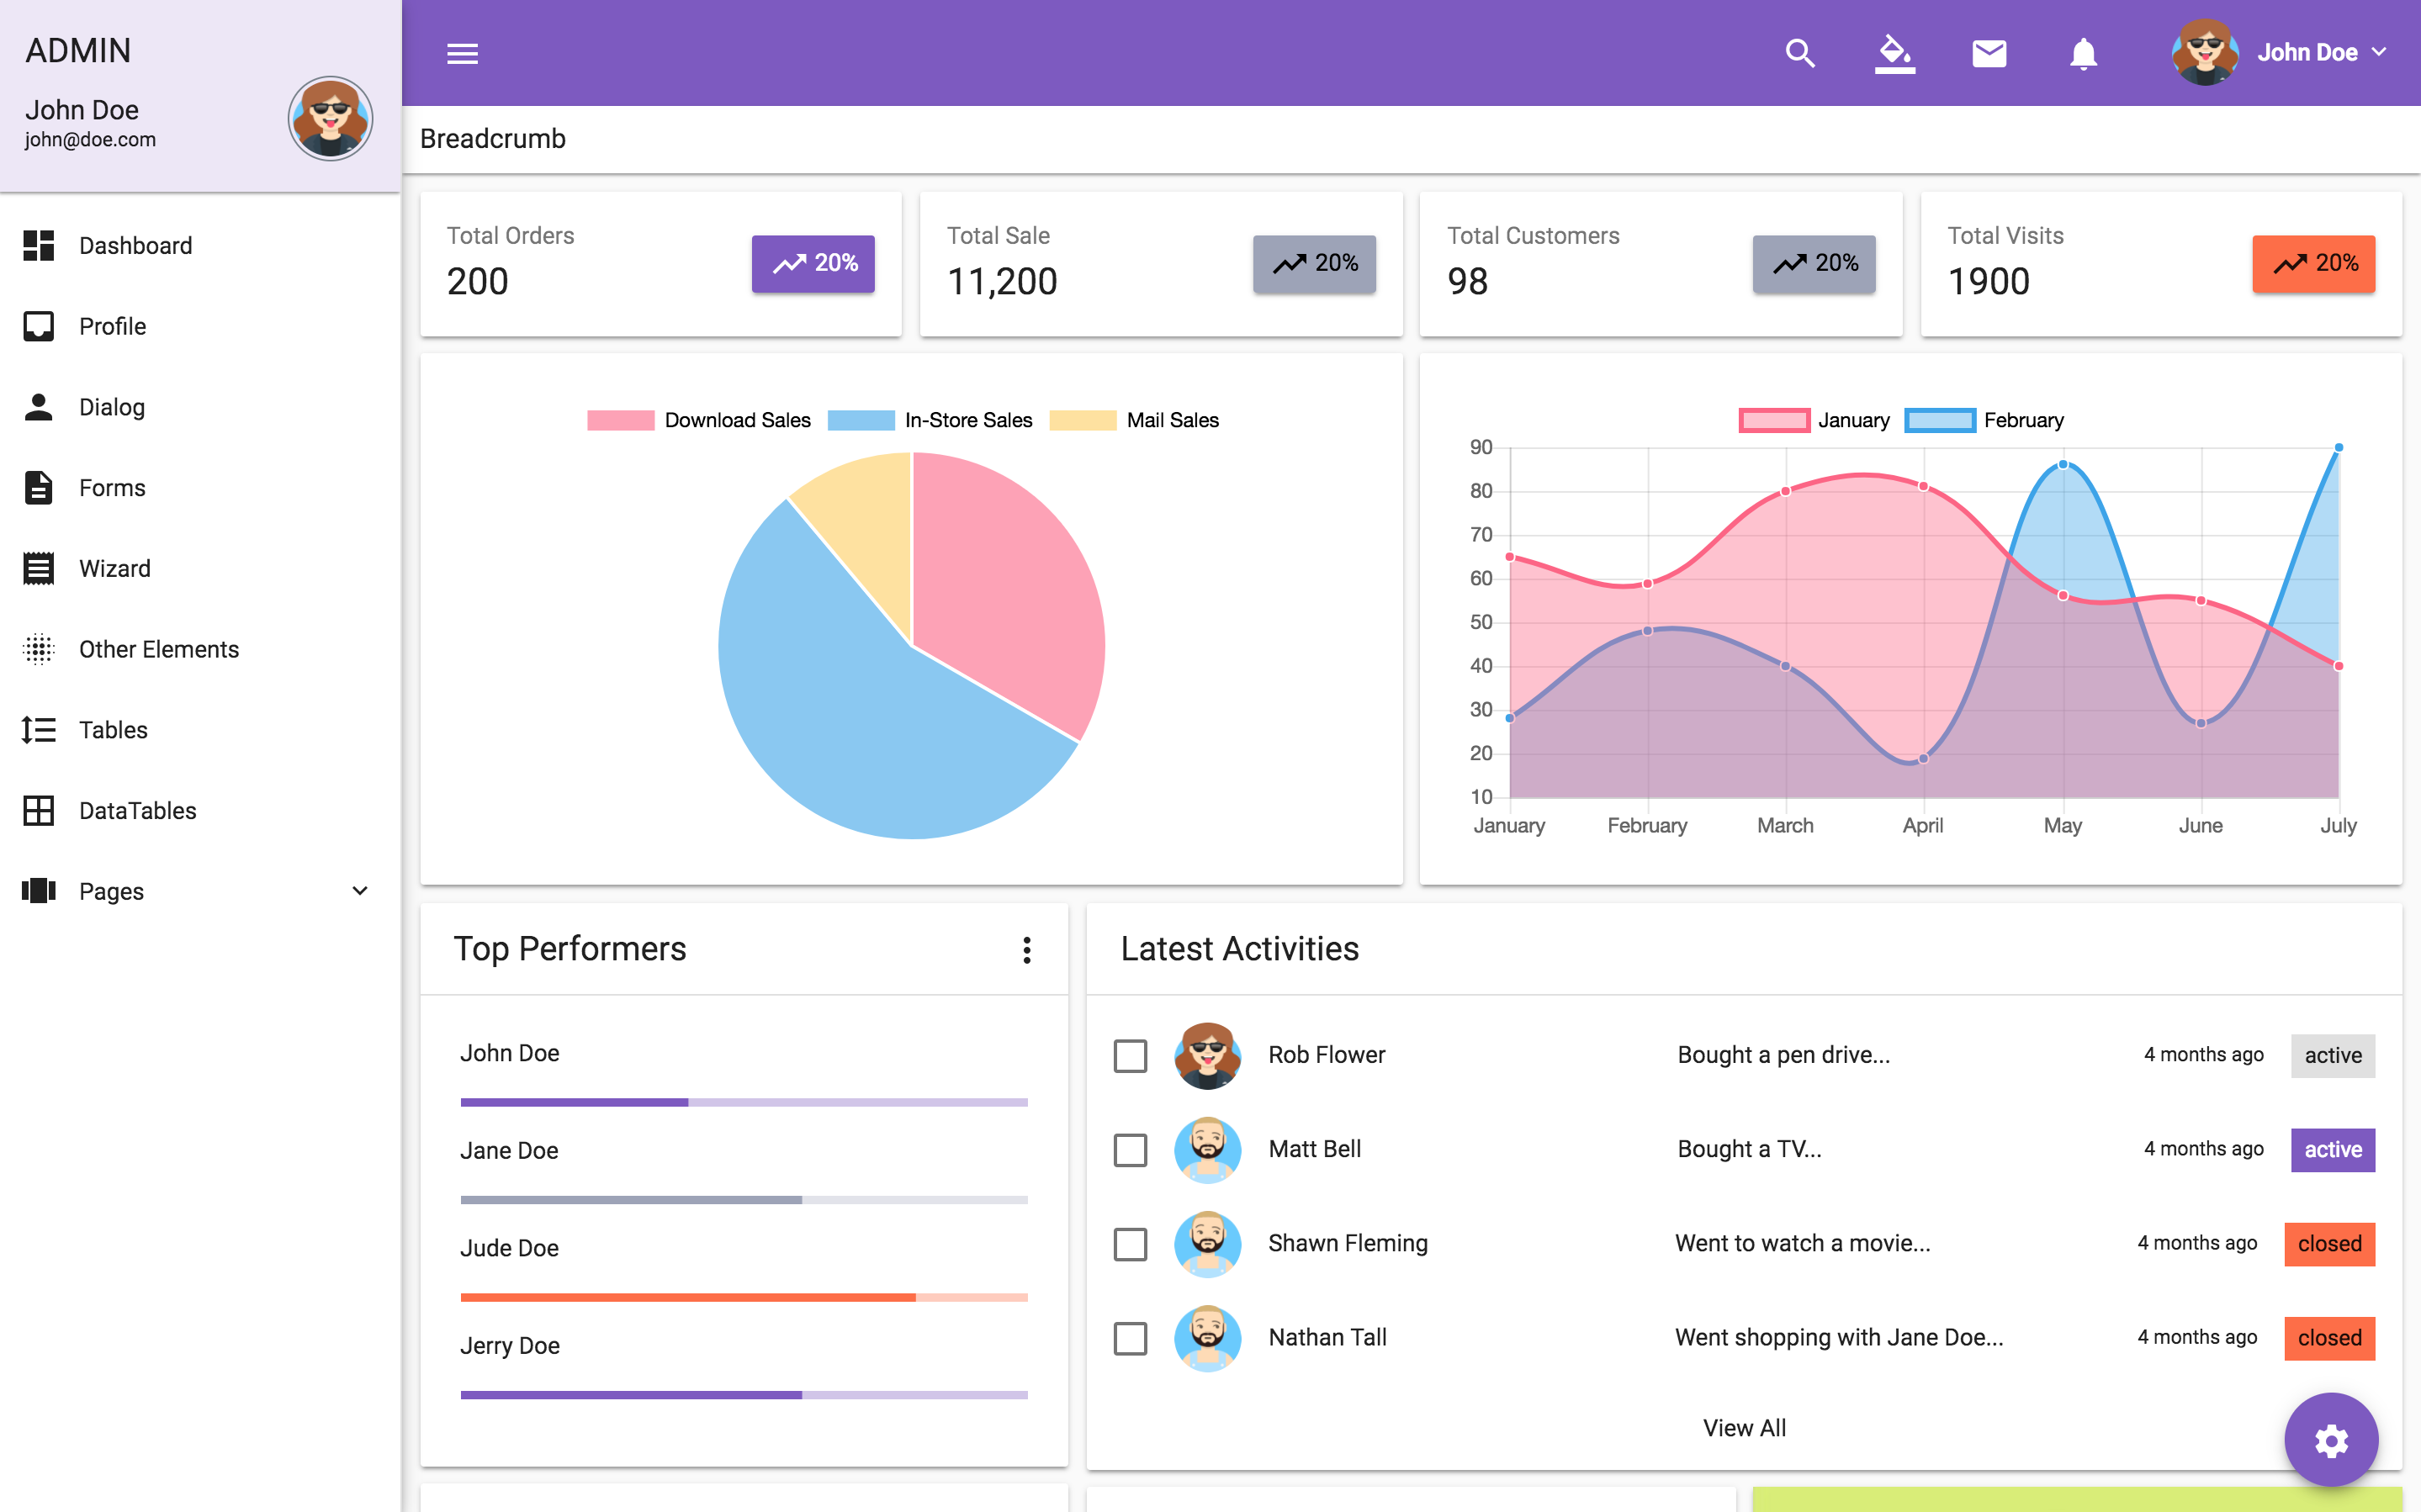 ADMIN
John Doe
john@doe.com
John Doe
Breadcrumb
Dashboard
Profile
Dialog
Forms
Wizard
Other Elements
Tables
DataTables
Pages
Total Orders
200
20%
Total Sale
11,200
20%
Total Customers
98
20%
Total Visits
1900
20%
Download Sales In-Store Sales Mail Sales
January February
90
80
70
60
50
40
30
20
10
January February March April May June July
Top Performers
John Doe
Jane Doe
Jude Doe
Jerry Doe
Latest Activities
Rob Flower Bought a pen drive... 4 months ago active
Matt Bell Bought a TV... 4 months ago active
Shawn Fleming Went to watch a movie... 4 months ago closed
Nathan Tall Went shopping with Jane Doe... 4 months ago closed
View All